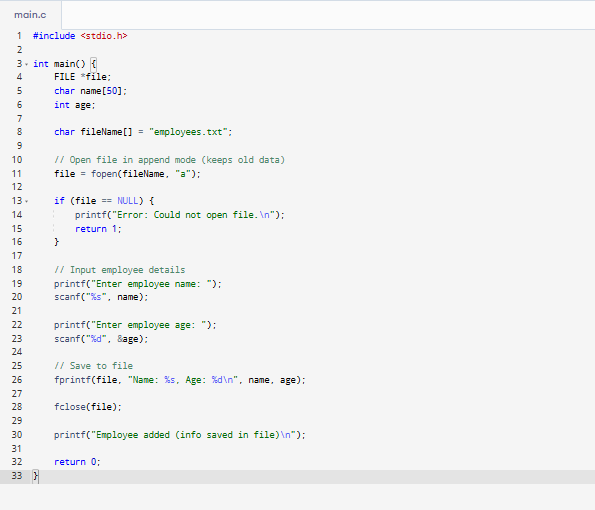 main.c
1 #include <stdio.h>
2
3 int main() {
4     FILE *file;
5     char name[50];
6     int age;
7
8     char fileName[] = "employees.txt";
9
10     // Open file in append mode (keeps old data)
11     file = fopen(fileName, "a");
12
13     if (file == NULL) {
14         printf("Error: Could not open file.\n");
15         return 1;
16     }
17
18     // Input employee details
19     printf("Enter employee name: ");
20     scanf("%s", name);
21
22     printf("Enter employee age: ");
23     scanf("%d", &age);
24
25     // Save to file
26     fprintf(file, "Name: %s, Age: %d\n", name, age);
27
28     fclose(file);
29
30     printf("Employee added (info saved in file)\n");
31
32     return 0;
33 }